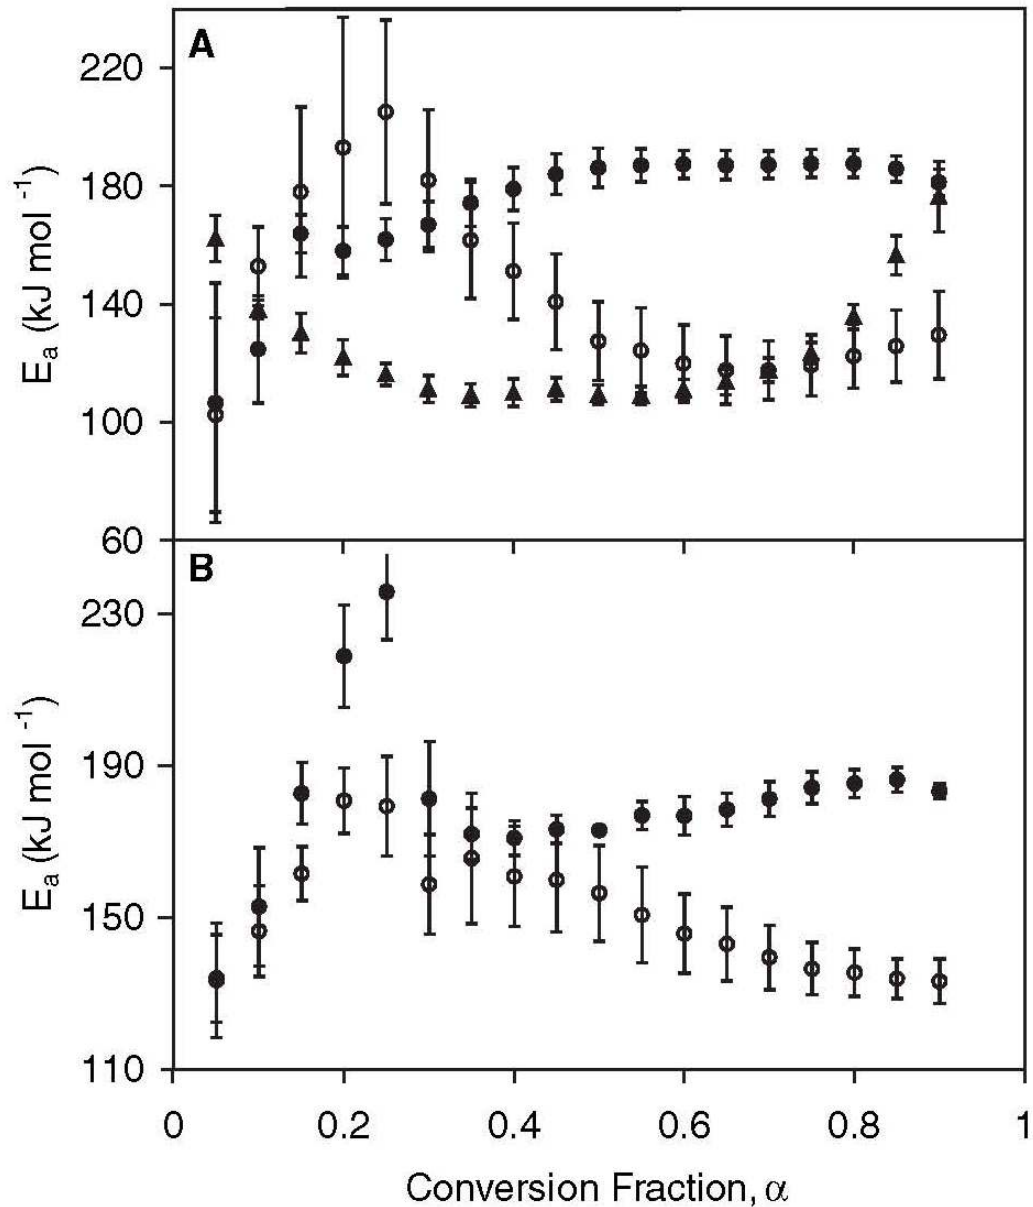 A
220
180
140
100
60
Ea (kJ mol -1)
B
230
190
150
110
Ea (kJ mol -1)
0 0.2 0.4 0.6 0.8 1
Conversion Fraction, α